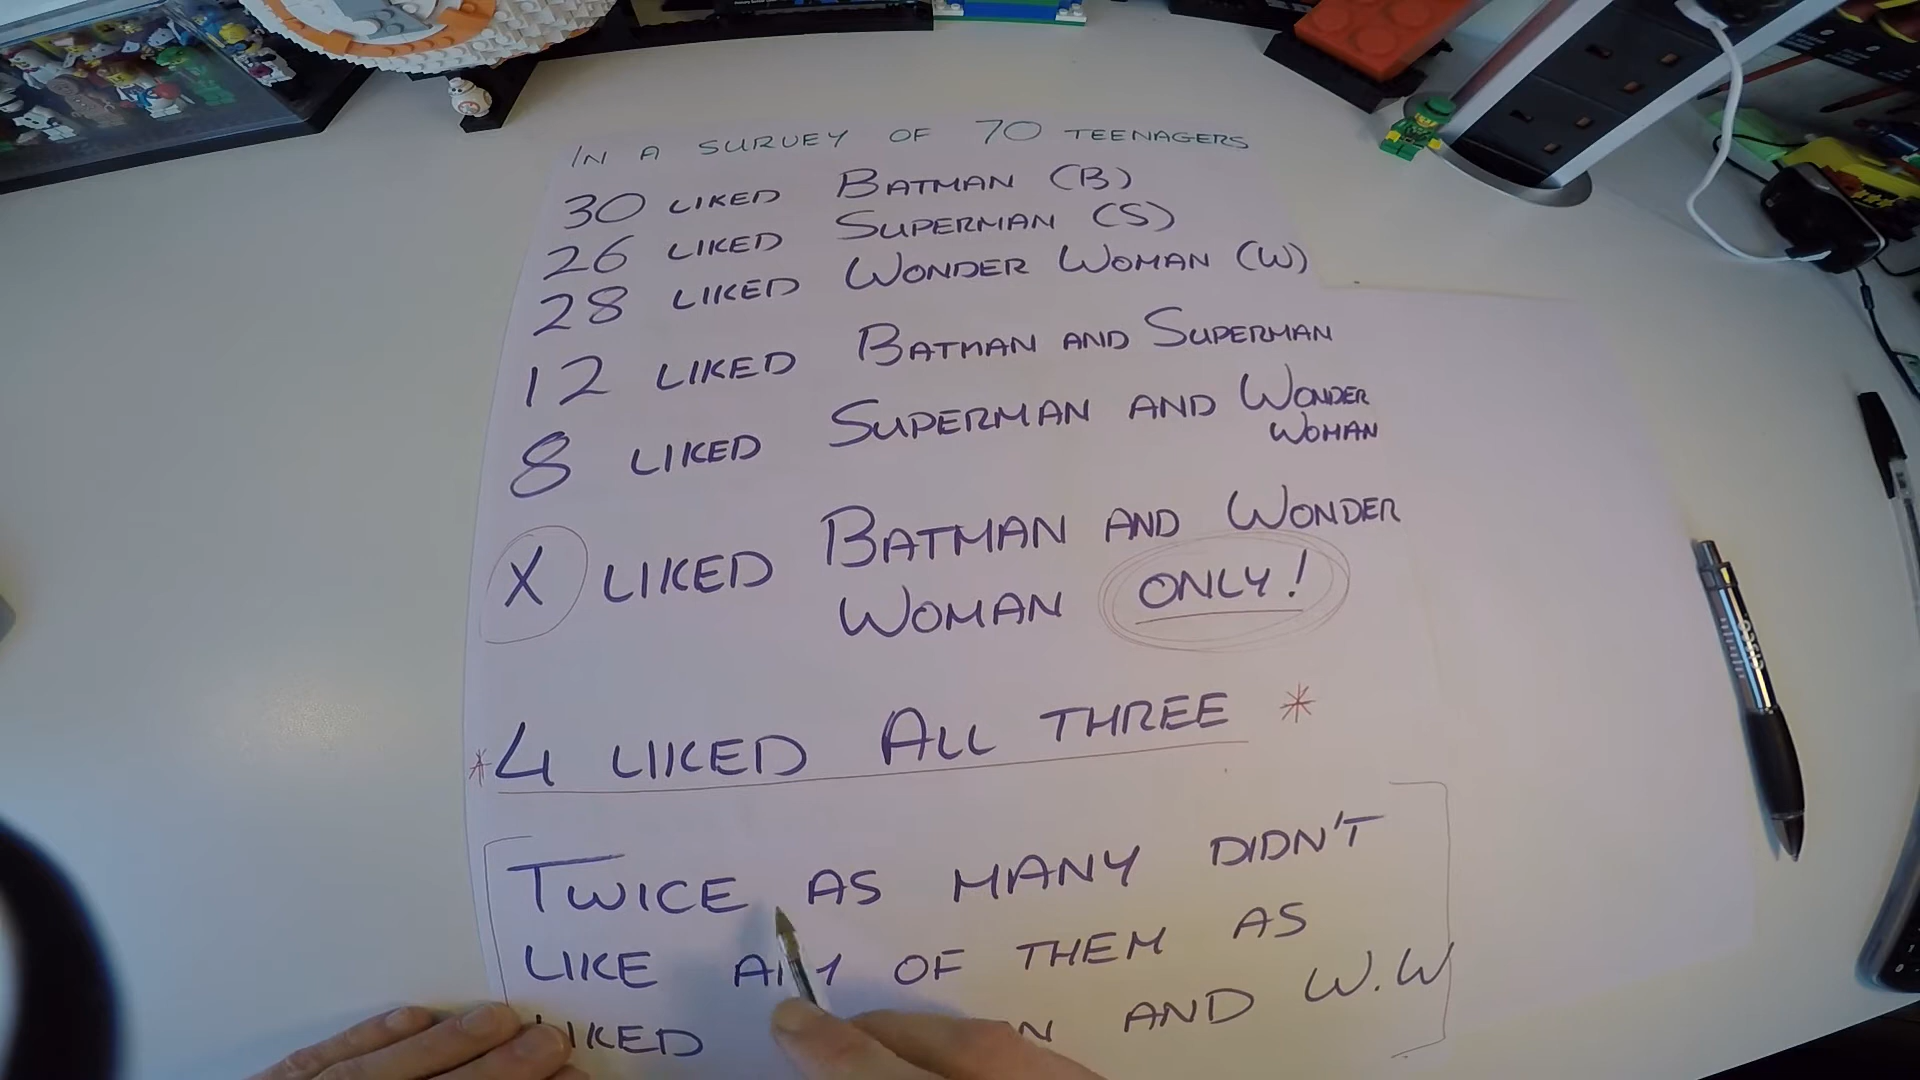 IN A SURVEY OF 70 TEENAGERS
30 LIKED BATMAN (B)
26 LIKED SUPERMAN (S)
28 LIKED WONDER WOMAN (W)
12 LIKED BATMAN AND SUPERMAN
8 LIKED SUPERMAN AND WONDER
WOMAN
X LIKED BATMAN AND WONDER
WOMAN ONLY!
*4 LIKED ALL THREE *
TWICE AS MANY DIDN'T
LIKE OF THEM AS
LIKED AND W.W